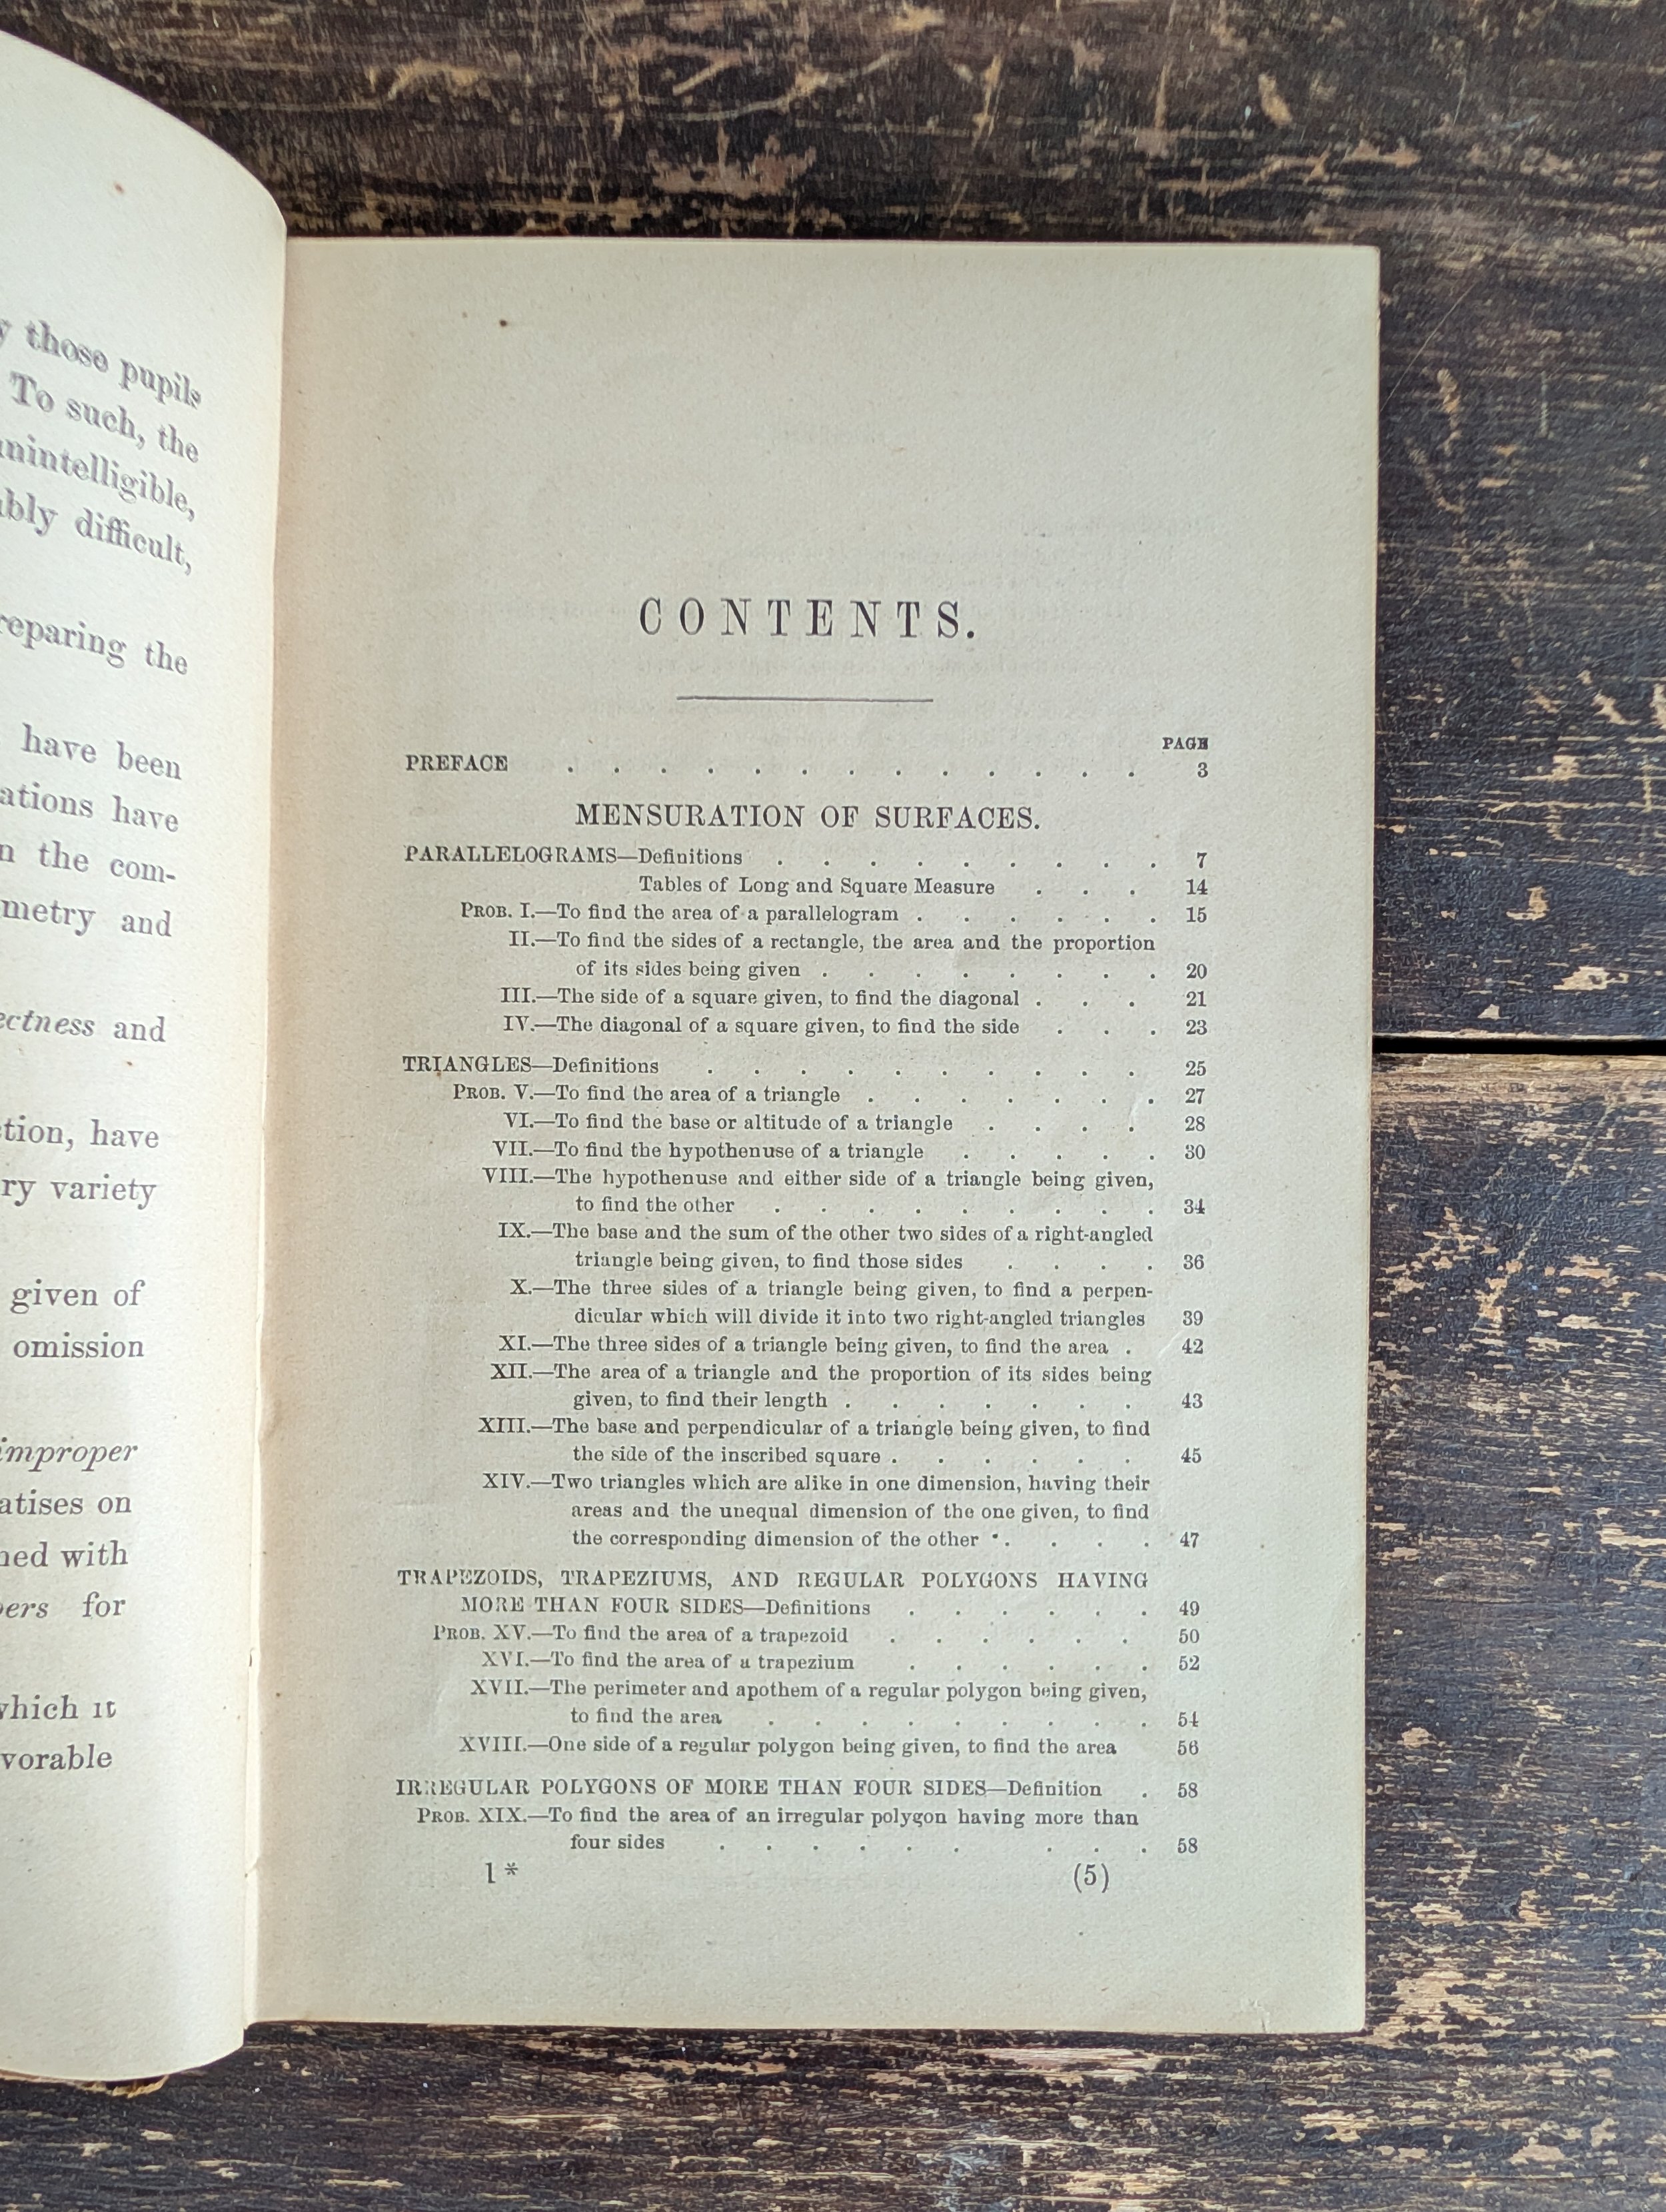 those pupils
To such, the
difficult,
the
have been
have
the com-
and
and
have
variety
given of
omission
improper
on
with
for
which it
CONTENTS.
PAGE
PREFACE . . . . . . . . . . . . . 3
MENSURATION OF SURFACES.
PARALLELOGRAMS—Definitions . . . . . . . . . 7
Tables of Long and Square Measure . . . 14
PROB. I.—To find the area of a parallelogram . . . . . . 15
II.—To find the sides of a rectangle, the area and the proportion
of its sides being given . . . . . . . . 20
III.—The side of a square given, to find the diagonal . . . 21
IV.—The diagonal of a square given, to find the side . . . 23
TRIANGLES—Definitions . . . . . . . . . . 25
PROB. V.—To find the area of a triangle . . . . . . . 27
VI.—To find the base or altitude of a triangle . . . . 28
VII.—To find the hypothenuse of a triangle . . . . . 30
VIII.—The hypothenuse and either side of a triangle being given,
to find the other . . . . . . . . . 34
IX.—The base and the sum of the other two sides of a right-angled
triangle being given, to find those sides . . . . 36
X.—The three sides of a triangle being given, to find a perpen-
dicular which will divide it into two right-angled triangles 39
XI.—The three sides of a triangle being given, to find the area . 42
XII.—The area of a triangle and the proportion of its sides being
given, to find their length . . . . . . . 43
XIII.—The base and perpendicular of a triangle being given, to find
the side of the inscribed square . . . . . . 45
XIV.—Two triangles which are alike in one dimension, having their
areas and the unequal dimension of the one given, to find
the corresponding dimension of the other . . . . 47
TRAPEZOIDS, TRAPEZIUMS, AND REGULAR POLYGONS HAVING
MORE THAN FOUR SIDES—Definitions . . . . . . 49
PROB. XV.—To find the area of a trapezoid . . . . . . 50
XVI.—To find the area of a trapezium . . . . . . 52
XVII.—The perimeter and apothem of a regular polygon being given,
to find the area . . . . . . . . . 54
XVIII.—One side of a regular polygon being given, to find the area 56
IRREGULAR POLYGONS OF MORE THAN FOUR SIDES—Definition . 58
PROB. XIX.—To find the area of an irregular polygon having more than
four sides . . . . . . . . . 58
1* (5)